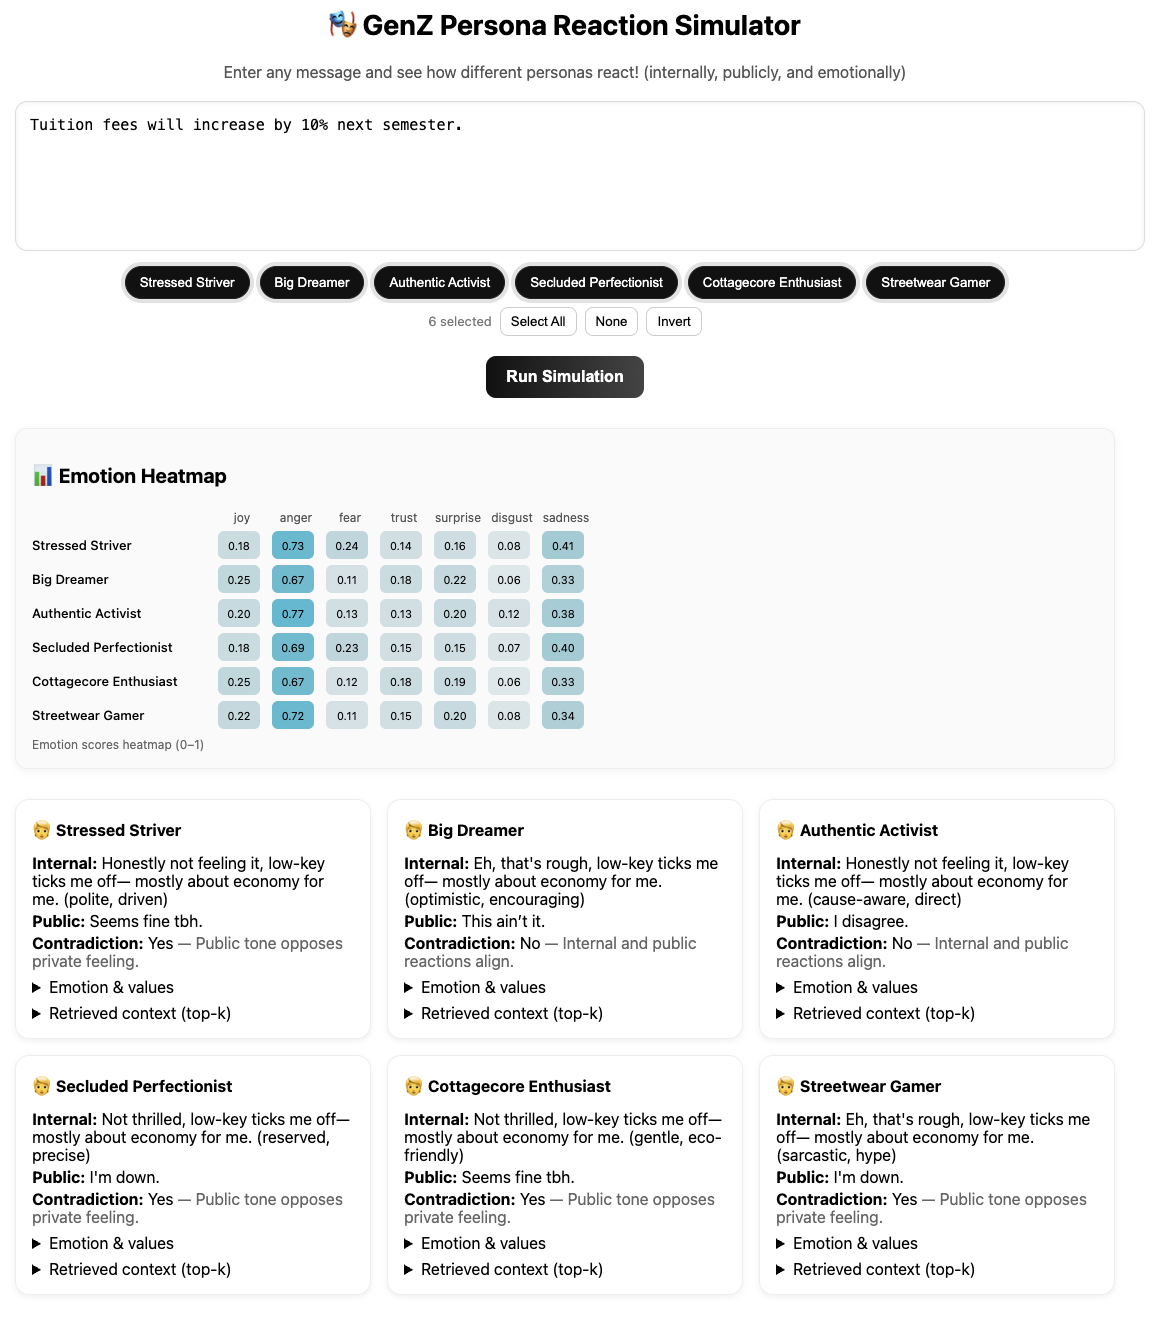 🎭 GenZ Persona Reaction Simulator
Enter any message and see how different personas react! (internally, publicly, and emotionally)
Tuition fees will increase by 10% next semester.
Stressed Striver Big Dreamer Authentic Activist Secluded Perfectionist Cottagecore Enthusiast Streetwear Gamer
6 selected Select All None Invert
Run Simulation
📊 Emotion Heatmap
joy anger fear trust surprise disgust sadness
Stressed Striver 0.18 0.73 0.24 0.14 0.16 0.08 0.41
Big Dreamer 0.25 0.67 0.11 0.18 0.22 0.06 0.33
Authentic Activist 0.20 0.77 0.13 0.13 0.20 0.12 0.38
Secluded Perfectionist 0.18 0.69 0.23 0.15 0.15 0.07 0.40
Cottagecore Enthusiast 0.25 0.67 0.12 0.18 0.19 0.06 0.33
Streetwear Gamer 0.22 0.72 0.11 0.15 0.20 0.08 0.34
Emotion scores heatmap (0–1)
Stressed Striver
Internal: Honestly not feeling it, low-key
ticks me off— mostly about economy for
me. (polite, driven)
Public: Seems fine tbh.
Contradiction: Yes — Public tone opposes
private feeling.
▶ Emotion & values
▶ Retrieved context (top-k)
Big Dreamer
Internal: Eh, that's rough, low-key ticks me
off— mostly about economy for me.
(optimistic, encouraging)
Public: This ain’t it.
Contradiction: No — Internal and public
reactions align.
▶ Emotion & values
▶ Retrieved context (top-k)
Authentic Activist
Internal: Honestly not feeling it, low-key
ticks me off— mostly about economy for
me. (cause-aware, direct)
Public: I disagree.
Contradiction: No — Internal and public
reactions align.
▶ Emotion & values
▶ Retrieved context (top-k)
Secluded Perfectionist
Internal: Not thrilled, low-key ticks me off—
mostly about economy for me. (reserved,
precise)
Public: I'm down.
Contradiction: Yes — Public tone opposes
private feeling.
▶ Emotion & values
▶ Retrieved context (top-k)
Cottagecore Enthusiast
Internal: Not thrilled, low-key ticks me off—
mostly about economy for me. (gentle, eco-
friendly)
Public: Seems fine tbh.
Contradiction: Yes — Public tone opposes
private feeling.
▶ Emotion & values
▶ Retrieved context (top-k)
Streetwear Gamer
Internal: Eh, that's rough, low-key ticks me
off— mostly about economy for me.
(sarcastic, hype)
Public: I'm down.
Contradiction: Yes — Public tone opposes
private feeling.
▶ Emotion & values
▶ Retrieved context (top-k)